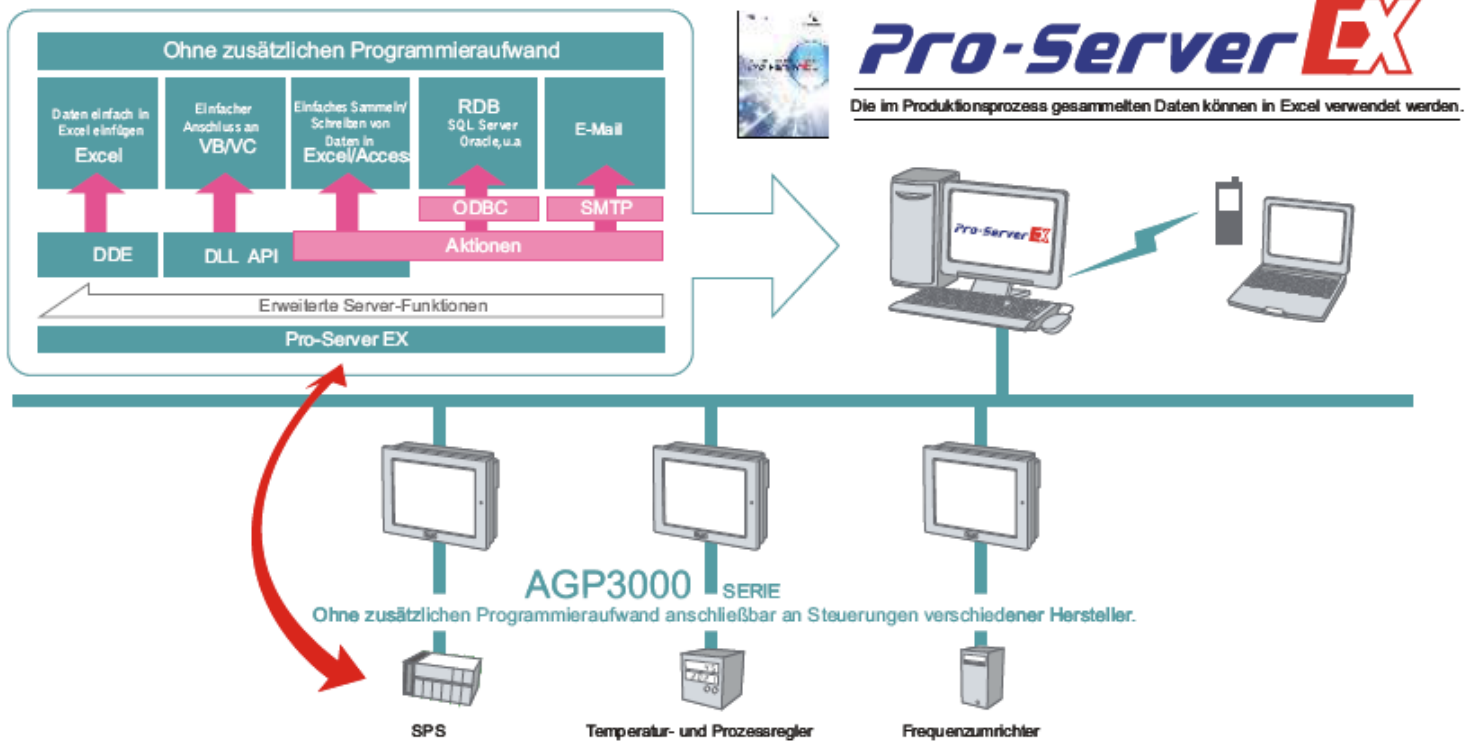 Ohne zusätzlichen Programmieraufwand
Daten einfach in
Excel einfügen
Excel
Einfacher
Anschluss an
VB/VC
Einfaches Sammeln/
Schreiben von
Daten in
Excel/Access
RDB
SQL Server
Oracle,u.a
E-Mail
ODBC
SMTP
Aktionen
DDE
DLL API
Erweiterte Server-Funktionen
Pro-Server EX
Pro-Server EX
Die im Produktionsprozess gesammelten Daten können in Excel verwendet werden.
Pro-Server EX
AGP3000 SERIE
Ohne zusätzlichen Programmieraufwand anschließbar an Steuerungen verschiedener Hersteller.
SPS
Temperatur- und Prozessregler
Frequenzumrichter